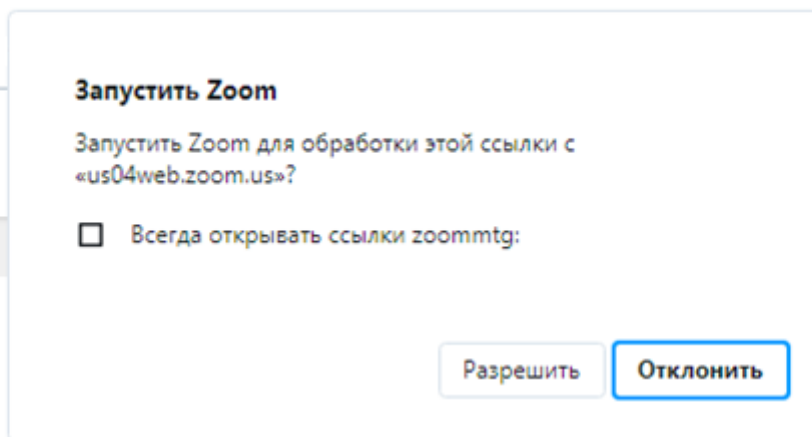 Запустить Zoom
Запустить Zoom для обработки этой ссылки с
«us04web.zoom.us»?
Всегда открывать ссылки zoommtg:
Разрешить Отклонить